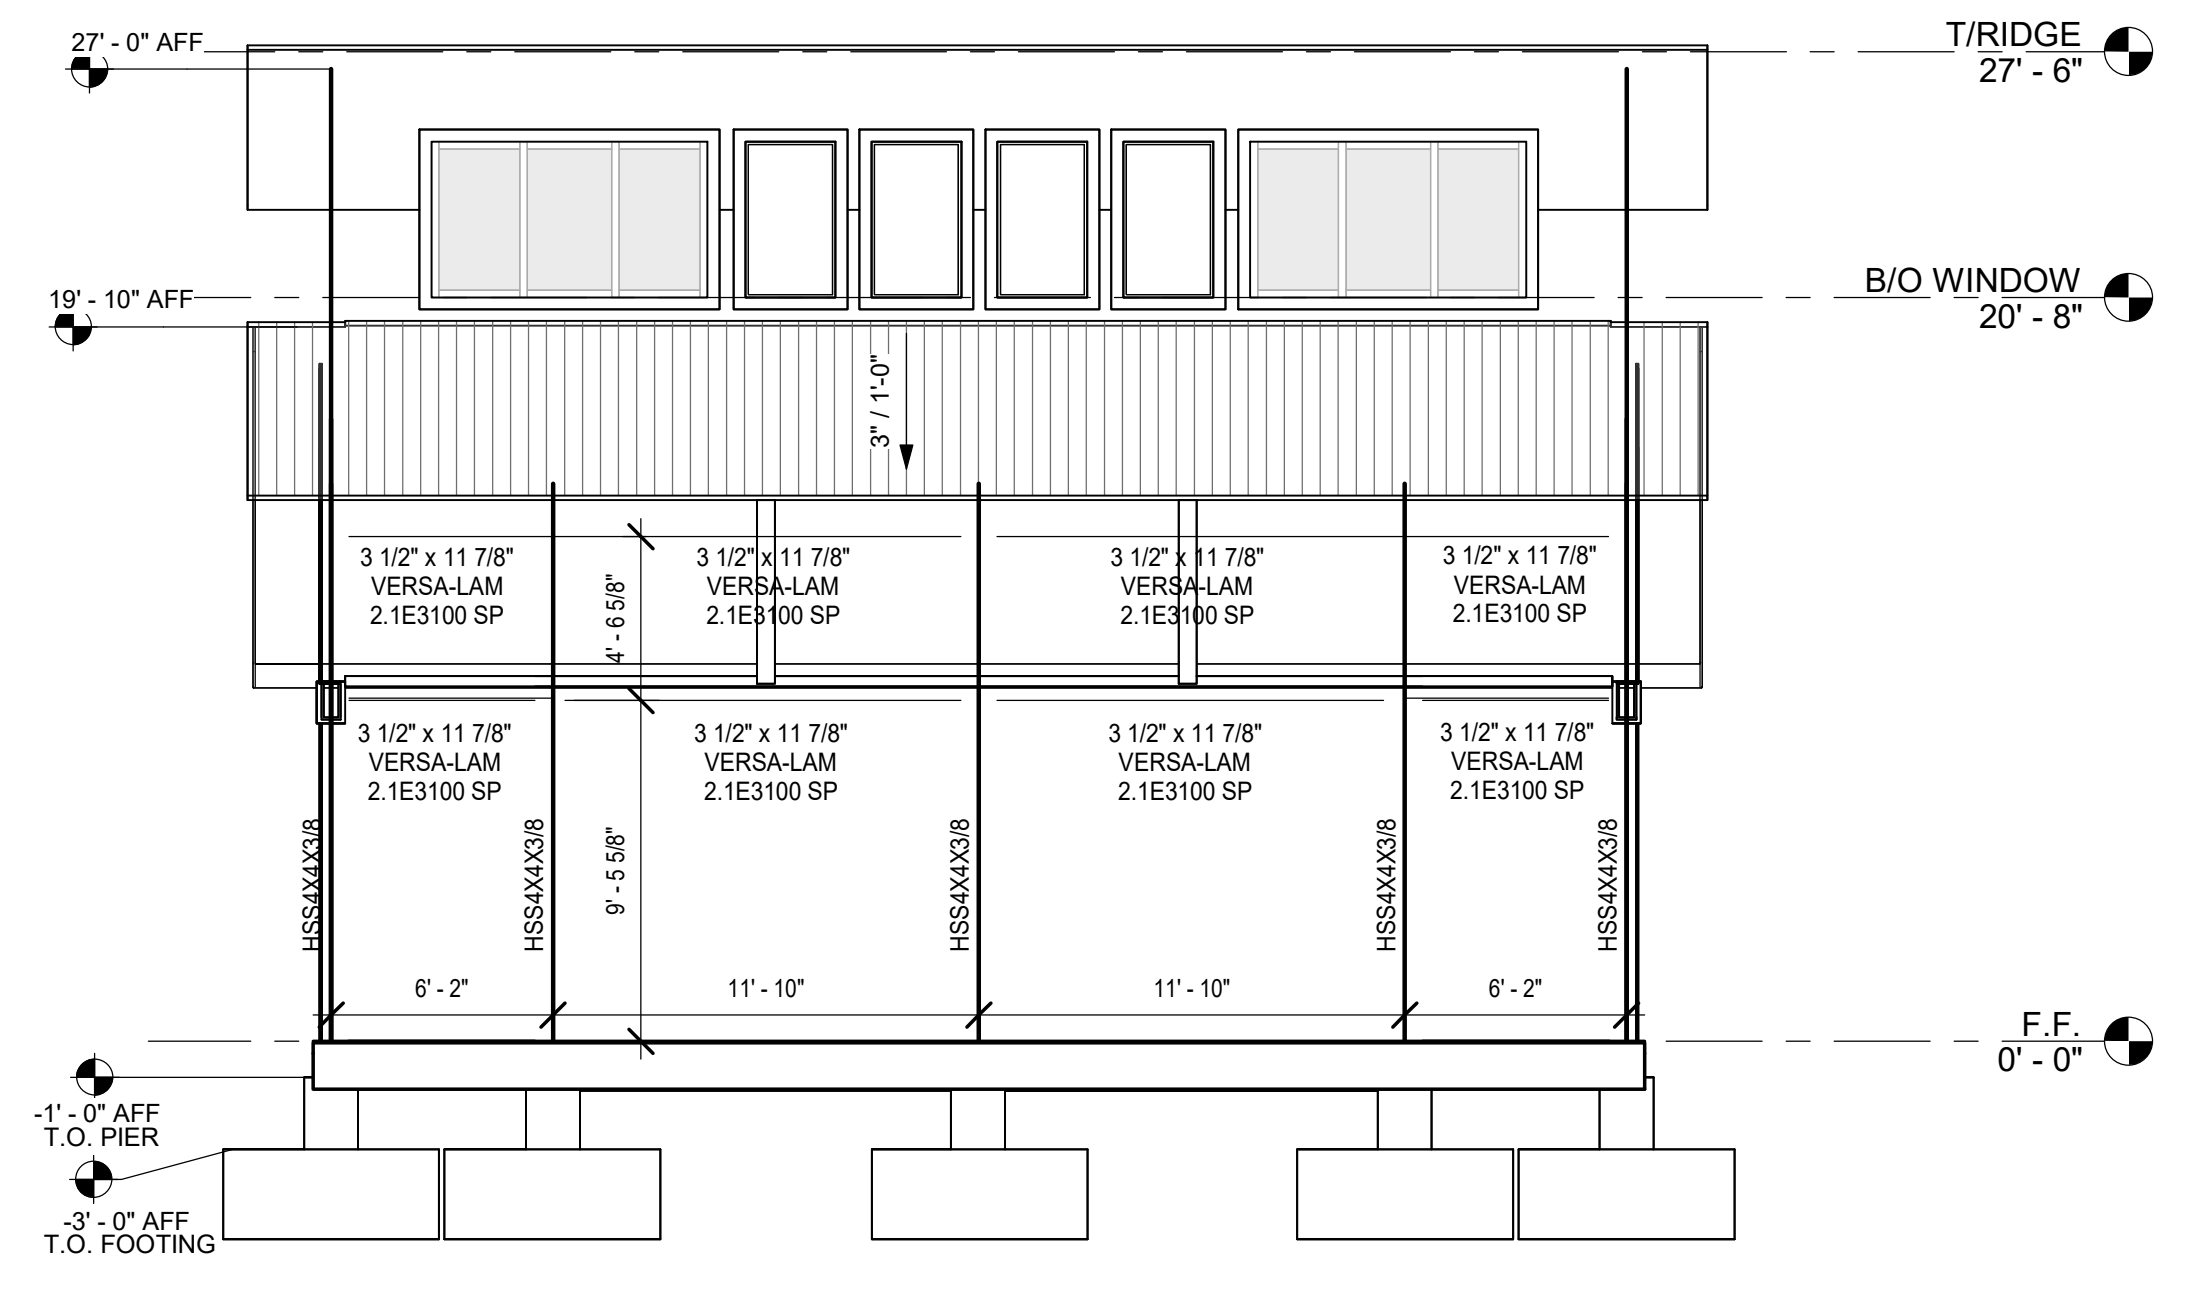 27' - 0" AFF
T/RIDGE
27' - 6"
19' - 10" AFF
B/O WINDOW
20' - 8"
3" / 1'-0"
3 1/2" x 11 7/8"
VERSA-LAM
2.1E3100 SP
4' - 6 5/8"
3 1/2" x 11 7/8"
VERSA-LAM
2.1E3100 SP
3 1/2" x 11 7/8"
VERSA-LAM
2.1E3100 SP
3 1/2" x 11 7/8"
VERSA-LAM
2.1E3100 SP
3 1/2" x 11 7/8"
VERSA-LAM
2.1E3100 SP
3 1/2" x 11 7/8"
VERSA-LAM
2.1E3100 SP
3 1/2" x 11 7/8"
VERSA-LAM
2.1E3100 SP
3 1/2" x 11 7/8"
VERSA-LAM
2.1E3100 SP
HSS4X4X3/8
HSS4X4X3/8
9' - 5 5/8"
HSS4X4X3/8
HSS4X4X3/8
HSS4X4X3/8
6' - 2"
11' - 10"
11' - 10"
6' - 2"
F.F.
0' - 0"
-1' - 0" AFF
T.O. PIER
-3' - 0" AFF
T.O. FOOTING